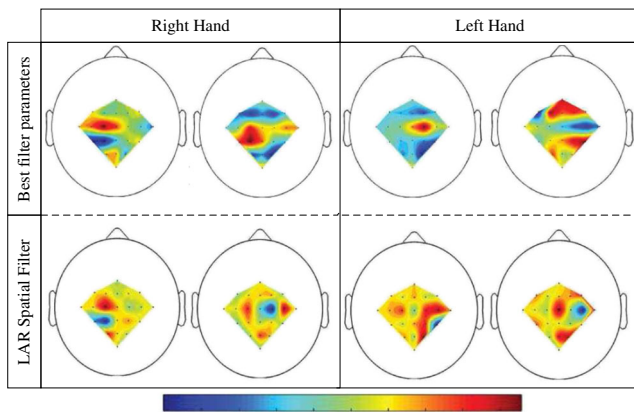 Right Hand
Left Hand
Best filter parameters
LAR Spatial Filter